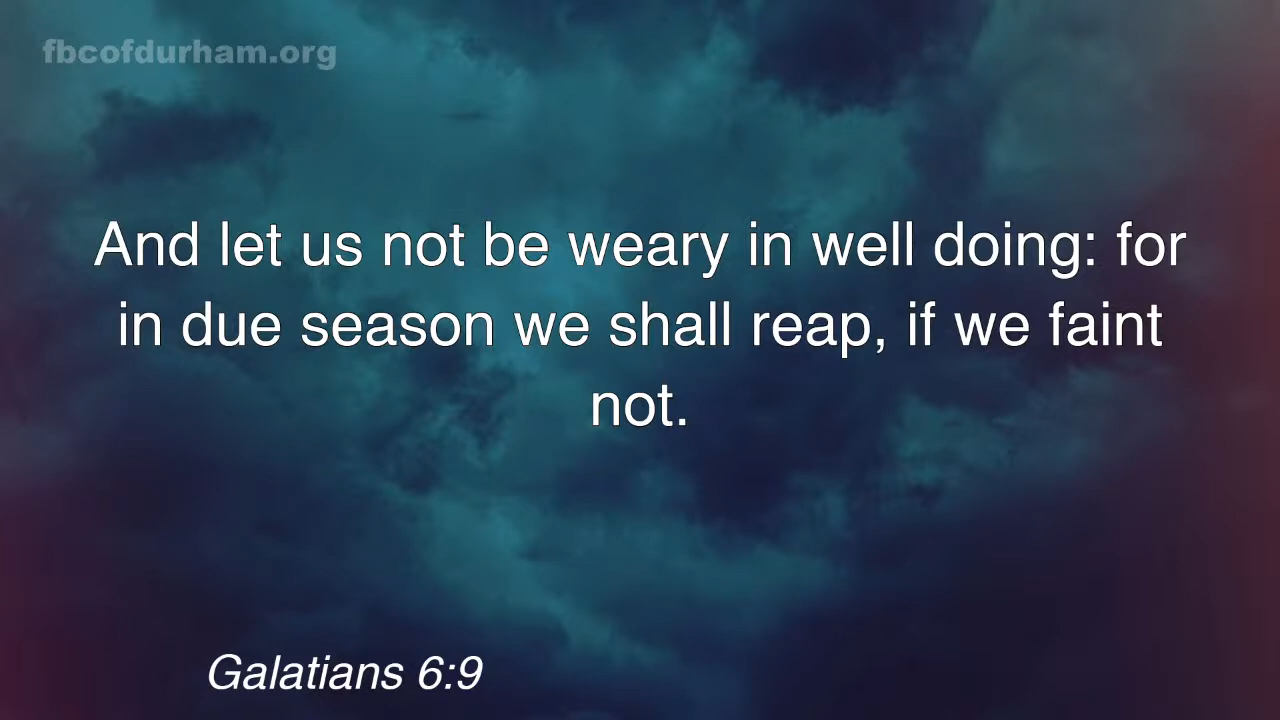 fbcofdurham.org
And let us not be weary in well doing: for
in due season we shall reap, if we faint
not.
Galatians 6:9